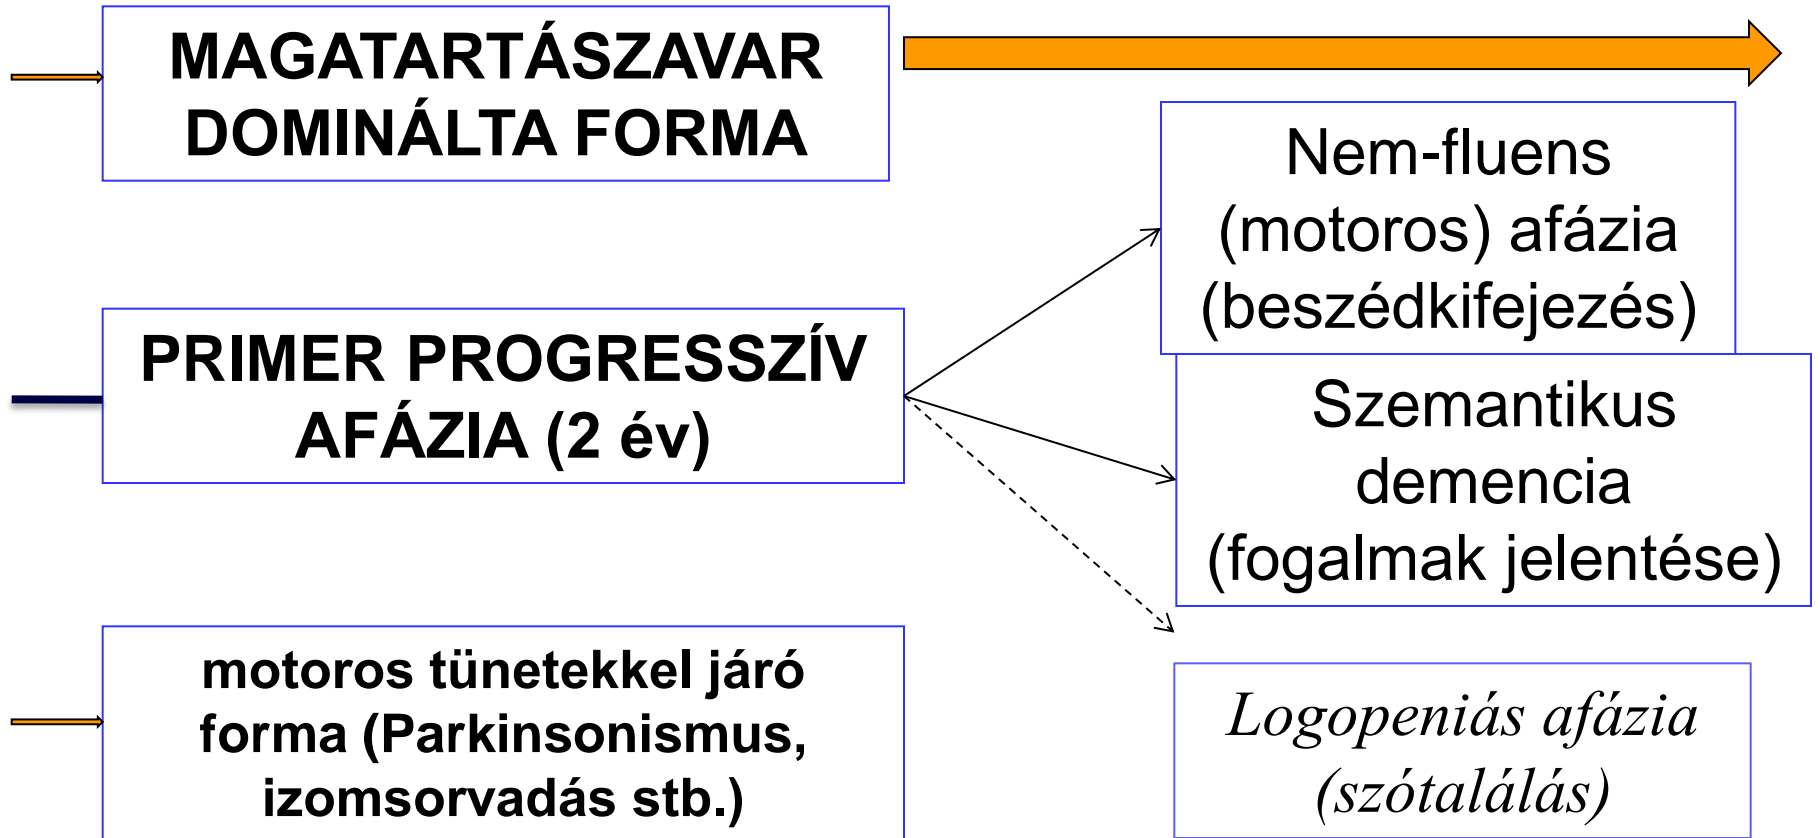 MAGATARTÁSZAVAR
DOMINÁLTA FORMA
Nem-fluens
(motoros) afázia
(beszédkifejezés)
PRIMER PROGRESSZÍV
AFÁZIA (2 év)
Szemantikus
demencia
(fogalmak jelentése)
motoros tünetekkel járó
forma (Parkinsonismus,
izomsorvadás stb.)
Logopeniás afázia
(szótalálás)